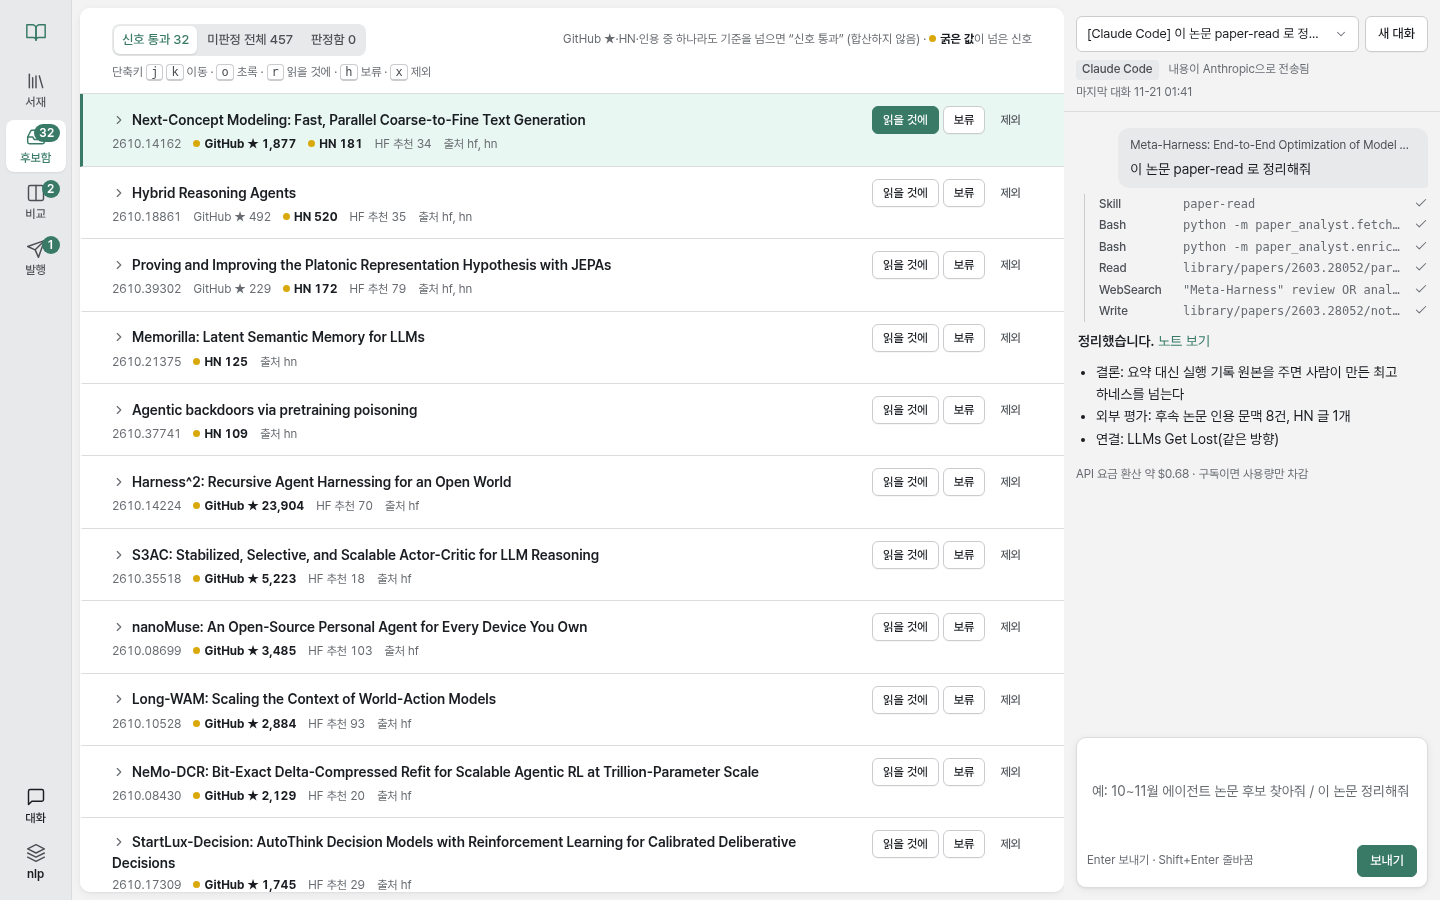 서재
32
후보함
2
비교
1
발행
대화
nlp
신호 통과 32
미판정 전체 457
판정함 0
GitHub ★·HN·인용 중 하나라도 기준을 넘으면 “신호 통과” (합산하지 않음) · 굵은 값이 넘은 신호
단축키 j k 이동 · o 초록 · r 읽을 것에 · h 보류 · x 제외
Next-Concept Modeling: Fast, Parallel Coarse-to-Fine Text Generation
읽을 것에 보류 제외
2610.14162 GitHub ★ 1,877 HN 181 HF 추천 34 출처 hf, hn
Hybrid Reasoning Agents
읽을 것에 보류 제외
2610.18861 GitHub ★ 492 HN 520 HF 추천 35 출처 hf, hn
Proving and Improving the Platonic Representation Hypothesis with JEPAs
읽을 것에 보류 제외
2610.39302 GitHub ★ 229 HN 172 HF 추천 79 출처 hf, hn
Memorilla: Latent Semantic Memory for LLMs
읽을 것에 보류 제외
2610.21375 HN 125 출처 hn
Agentic backdoors via pretraining poisoning
읽을 것에 보류 제외
2610.37741 HN 109 출처 hn
Harness^2: Recursive Agent Harnessing for an Open World
읽을 것에 보류 제외
2610.14224 GitHub ★ 23,904 HF 추천 70 출처 hf
S3AC: Stabilized, Selective, and Scalable Actor-Critic for LLM Reasoning
읽을 것에 보류 제외
2610.35518 GitHub ★ 5,223 HF 추천 18 출처 hf
nanoMuse: An Open-Source Personal Agent for Every Device You Own
읽을 것에 보류 제외
2610.08699 GitHub ★ 3,485 HF 추천 103 출처 hf
Long-WAM: Scaling the Context of World-Action Models
읽을 것에 보류 제외
2610.10528 GitHub ★ 2,884 HF 추천 93 출처 hf
NeMo-DCR: Bit-Exact Delta-Compressed Refit for Scalable Agentic RL at Trillion-Parameter Scale
읽을 것에 보류 제외
2610.08430 GitHub ★ 2,129 HF 추천 20 출처 hf
StartLux-Decision: AutoThink Decision Models with Reinforcement Learning for Calibrated Deliberative
Decisions
읽을 것에 보류 제외
2610.17309 GitHub ★ 1,745 HF 추천 29 출처 hf
[Claude Code] 이 논문 paper-read 로 정...
새 대화
Claude Code 내용이 Anthropic으로 전송됨
마지막 대화 11-21 01:41
Meta-Harness: End-to-End Optimization of Model ...
이 논문 paper-read 로 정리해줘
Skill paper-read
Bash python -m paper_analyst.fetch…
Bash python -m paper_analyst.enric…
Read library/papers/2603.28052/par…
WebSearch "Meta-Harness" review OR anal…
Write library/papers/2603.28052/not…
정리했습니다. 노트 보기
• 결론: 요약 대신 실행 기록 원본을 주면 사람이 만든 최고
하네스를 넘는다
• 외부 평가: 후속 논문 인용 문맥 8건, HN 글 1개
• 연결: LLMs Get Lost(같은 방향)
API 요금 환산 약 $0.68 · 구독이면 사용량만 차감
예: 10~11월 에이전트 논문 후보 찾아줘 / 이 논문 정리해줘
Enter 보내기 · Shift+Enter 줄바꿈
보내기